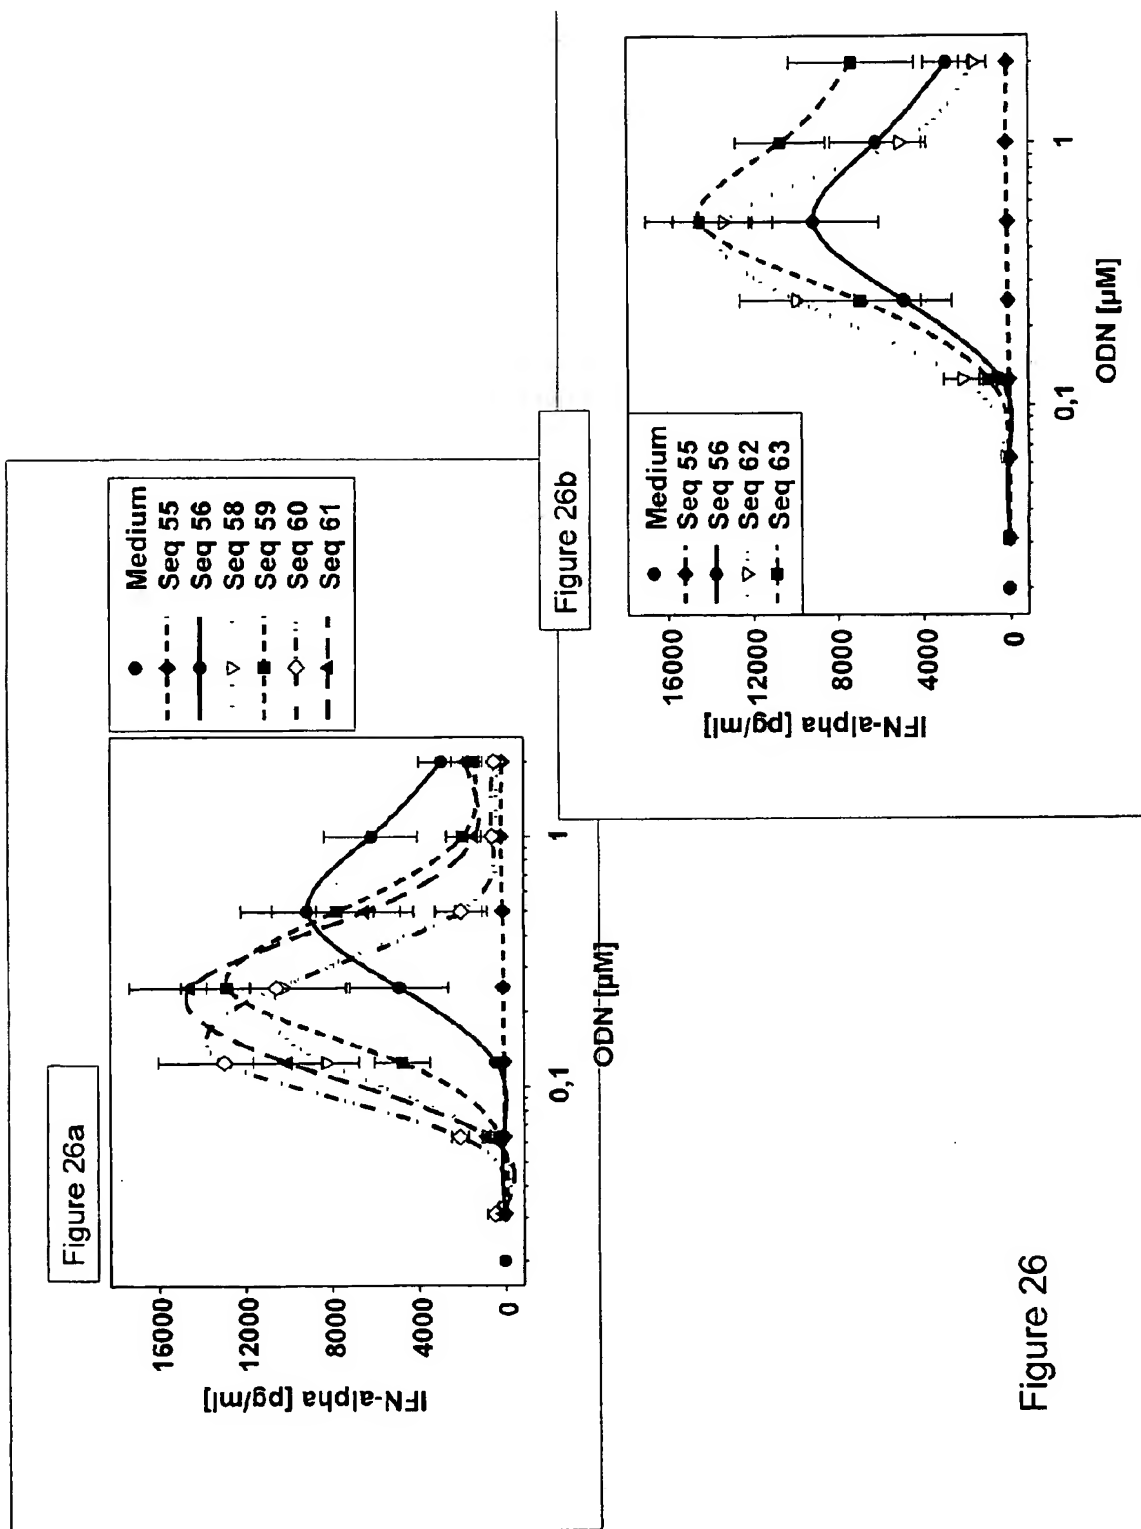 Figure 26a
IFN-alpha [pg/ml]
16000
12000
8000
4000
0
0,1
1
ODN [µM]
Medium
Seq 55
Seq 56
Seq 58
Seq 59
Seq 60
Seq 61
Figure 26b
IFN-alpha [pg/ml]
16000
12000
8000
4000
0
0,1
1
ODN [µM]
Medium
Seq 55
Seq 56
Seq 62
Seq 63
Figure 26